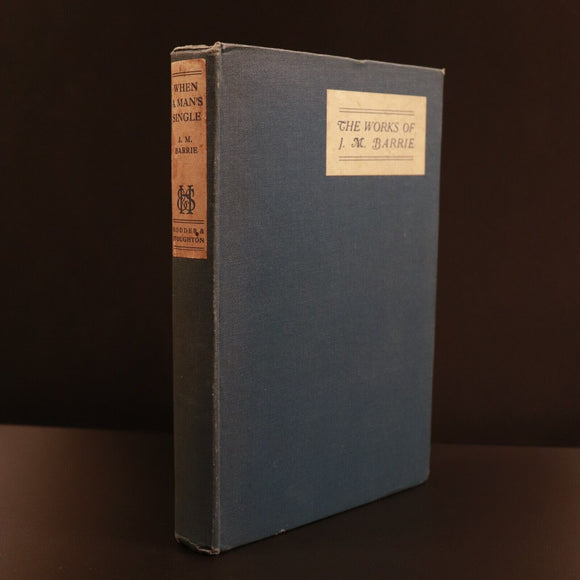 WHEN
A MAN'S
SINGLE
J. M.
BARRIE
HODDER &
STOUGHTON
THE WORKS OF
J. M. BARRIE